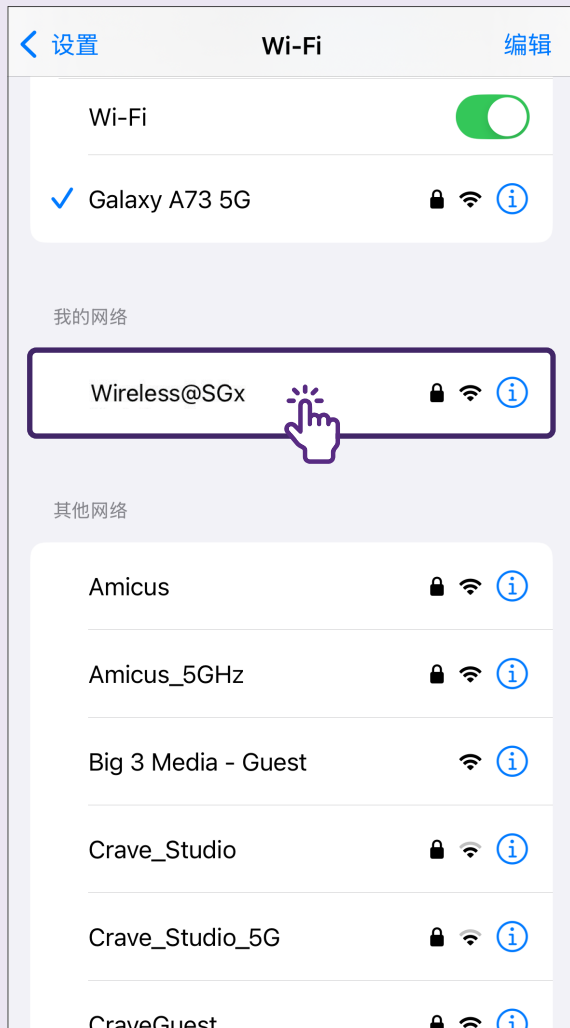 设置 Wi-Fi 编辑
Wi-Fi
Galaxy A73 5G
我的网络
Wireless@SGx
其他网络
Amicus
Amicus_5GHz
Big 3 Media - Guest
Crave_Studio
Crave_Studio_5G
CraveGuest